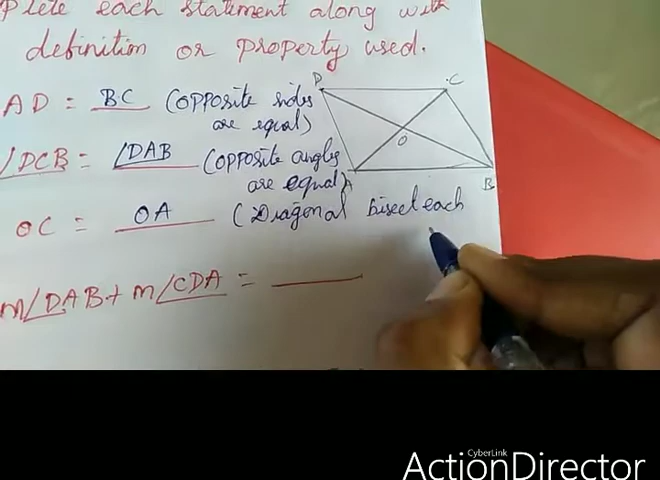 plete each statement along with
definition or property used.
AD = BC (opposite sides
are equal)
∠DCB = ∠DAB (opposite angles
are equal)
OC = OA (Diagonal bisect each
m∠DAB + m∠CDA =
D
C
O
A
B
CyberLink
ActionDirector